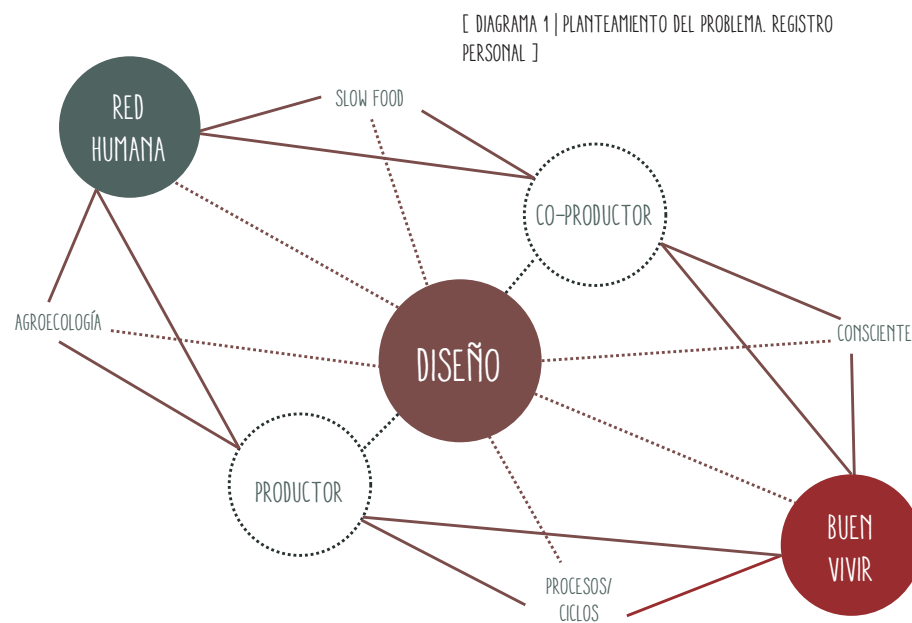 [ DIAGRAMA 1 | PLANTEAMIENTO DEL PROBLEMA. REGISTRO
PERSONAL ]
SLOW FOOD
RED
HUMANA
CO-PRODUCTOR
AGROECOLOGÍA
CONSCIENTE
DISEÑO
PRODUCTOR
BUEN
VIVIR
PROCESOS/
CICLOS